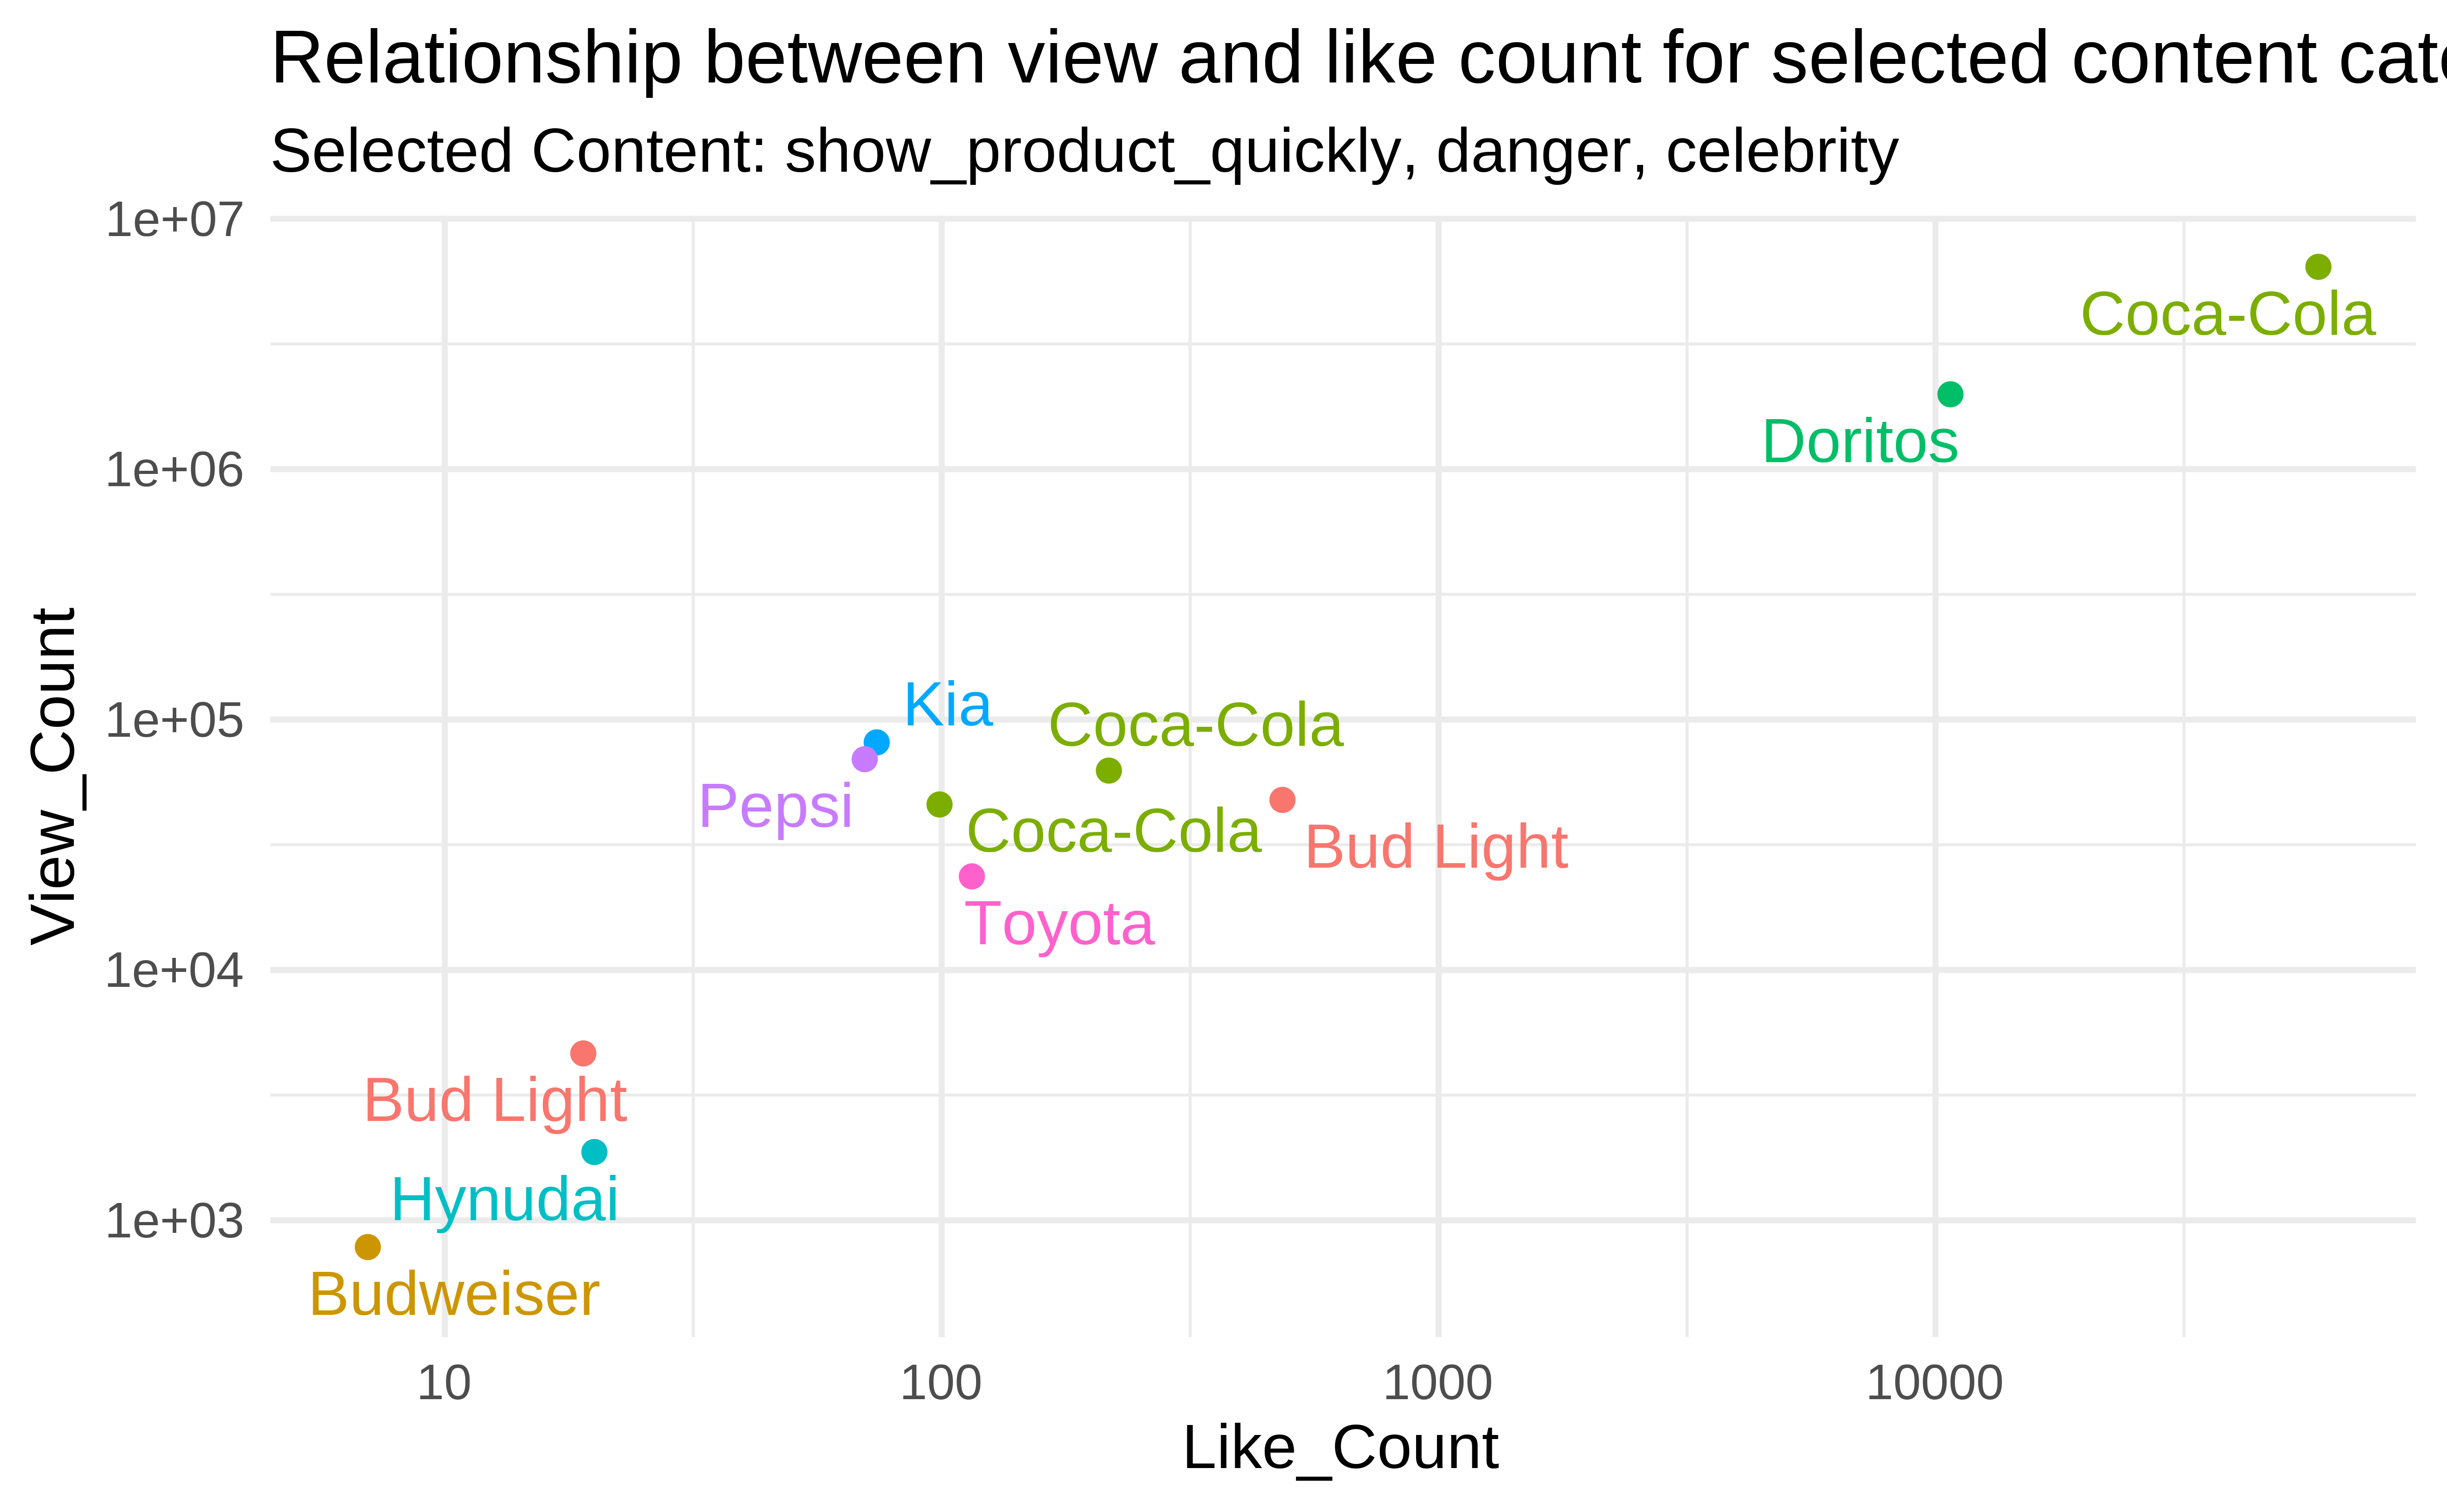 Relationship between view and like count for selected content cat
Selected Content: show_product_quickly, danger, celebrity
1e+07
Coca-Cola
Doritos
1e+06
Kia
Coca-Cola
1e+05
Pepsi
Coca-Cola
Bud Light
Toyota
View_Count
1e+04
Bud Light
Hynudai
1e+03
Budweiser
10
100
1000
10000
Like_Count